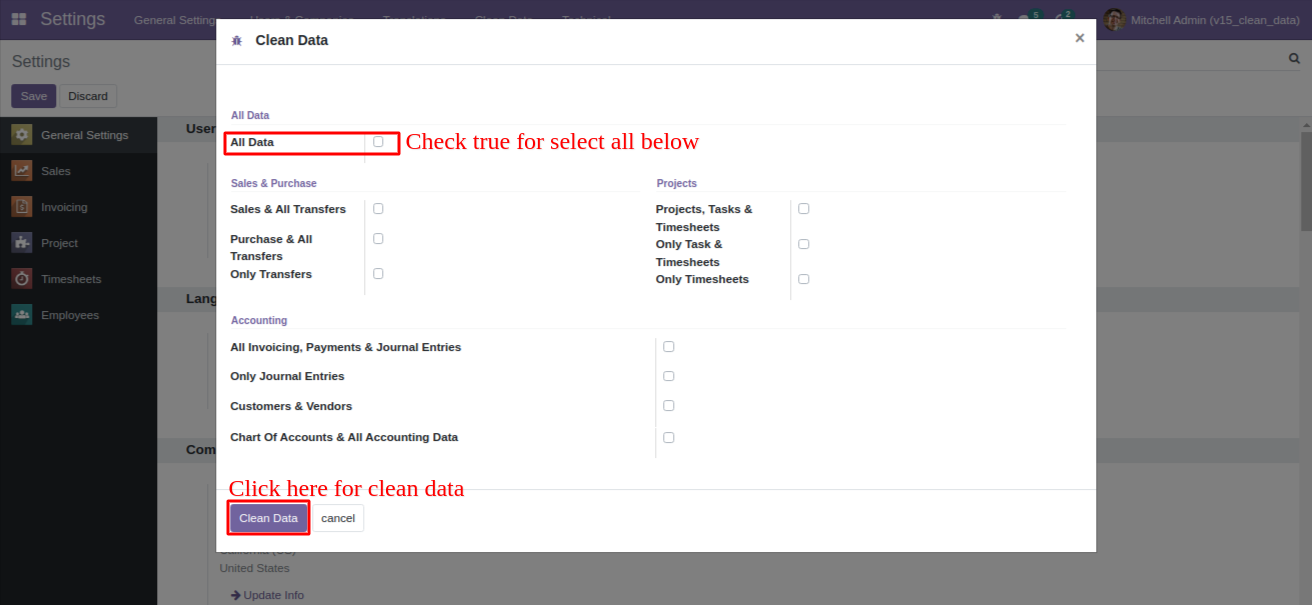 Settings
General Settings
Users & Companies
Translations
Clean Data
Technical
5
2
Mitchell Admin (v15_clean_data)
Settings
Save
Discard
General Settings
Sales
Invoicing
Project
Timesheets
Employees
User
Lang
Com
Clean Data
×
All Data
All Data
Check true for select all below
Sales & Purchase
Projects
Sales & All Transfers
Purchase & All
Transfers
Only Transfers
Projects, Tasks &
Timesheets
Only Task &
Timesheets
Only Timesheets
Accounting
All Invoicing, Payments & Journal Entries
Only Journal Entries
Customers & Vendors
Chart Of Accounts & All Accounting Data
Click here for clean data
Clean Data
cancel
United States
Update Info